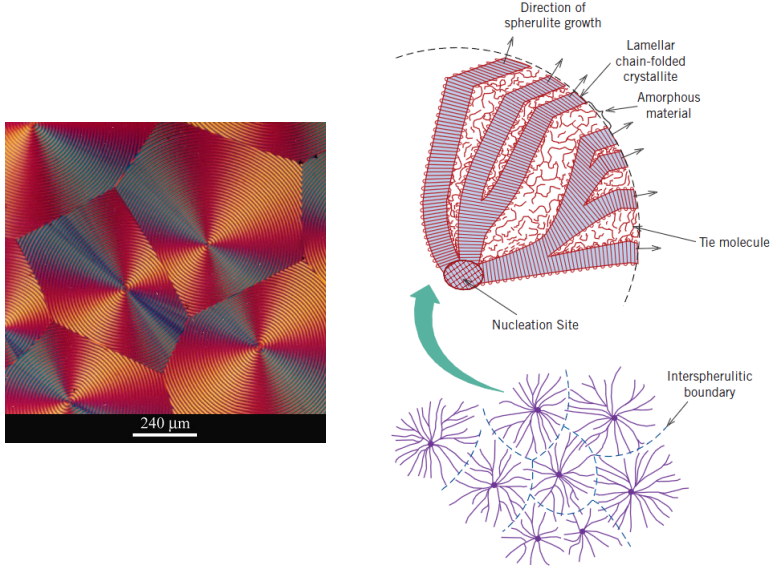 Direction of
spherulite growth
Lamellar
chain-folded
crystallite
Amorphous
material
Tie molecule
Nucleation Site
Interspherulitic
boundary
240 µm